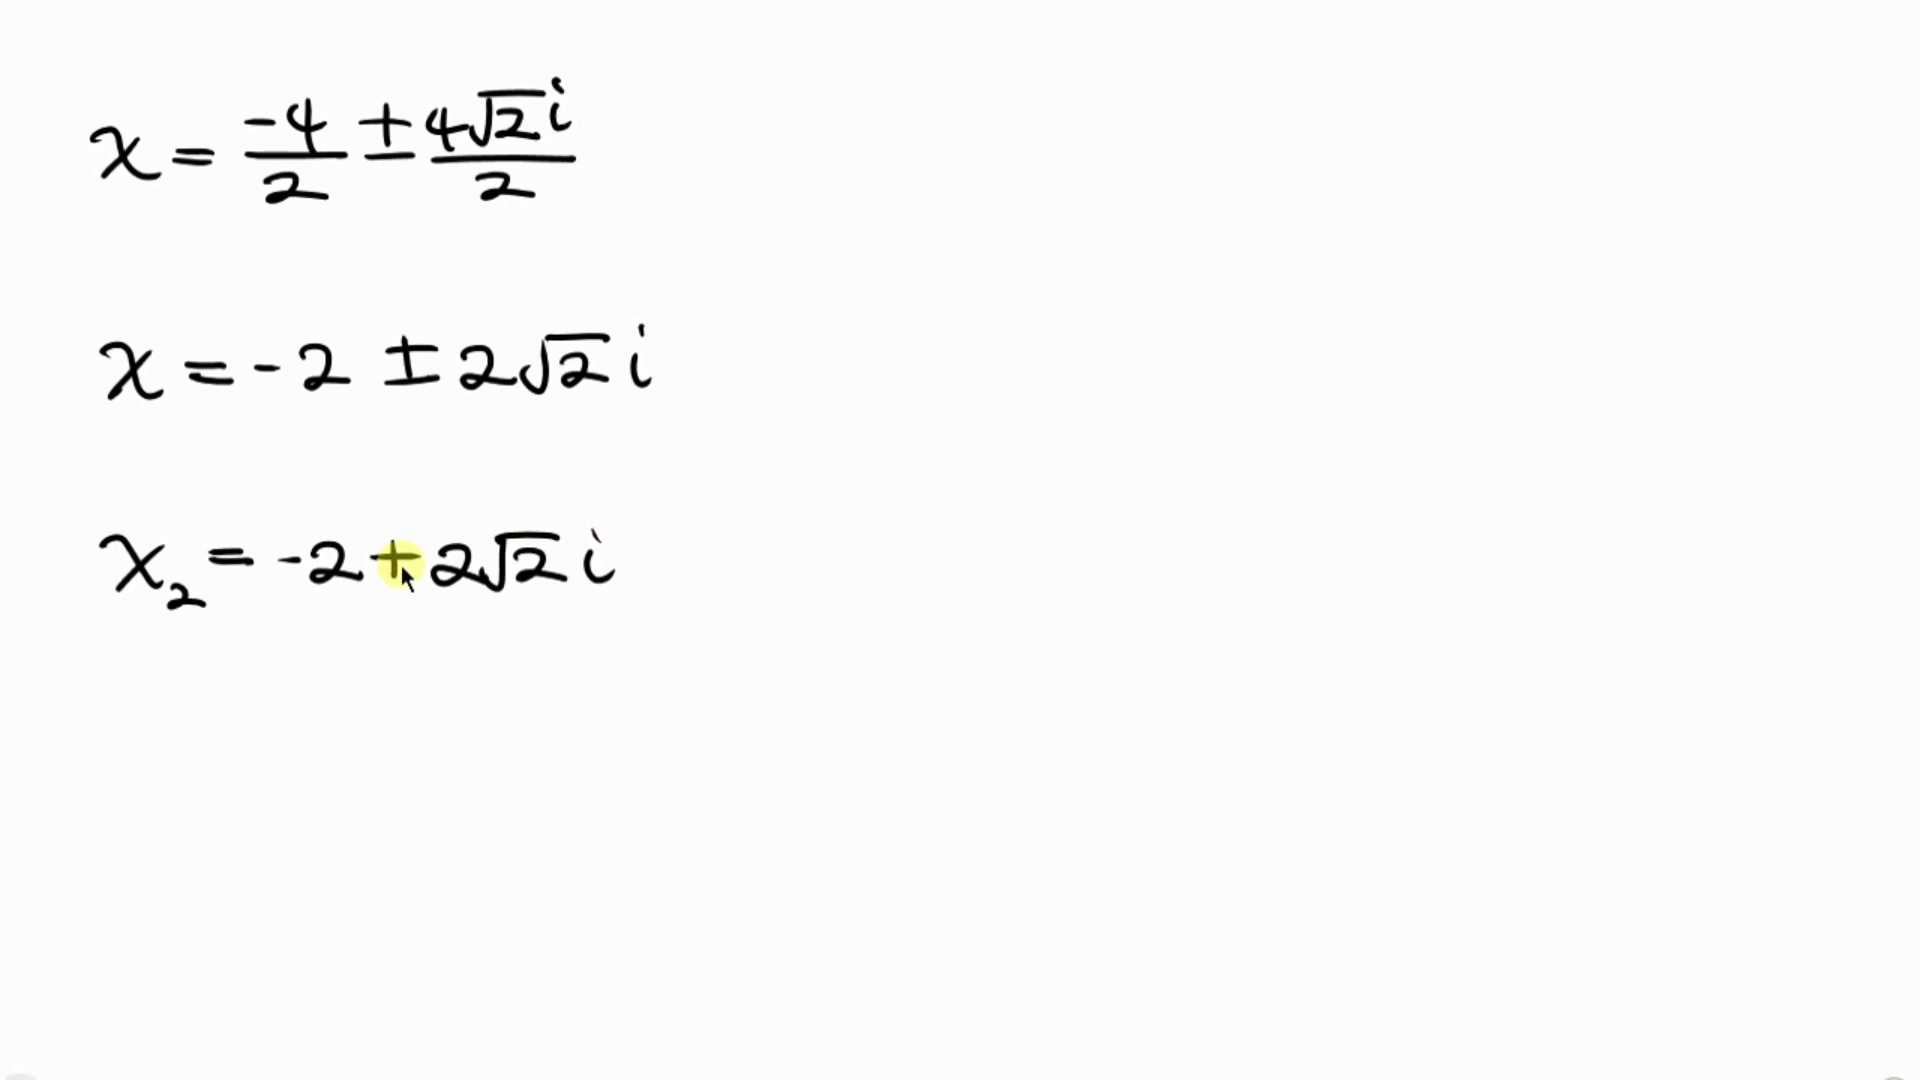 x = -4/2 ± 4√2i/2
x = -2 ± 2√2 i
x₂ = -2 + 2√2 i